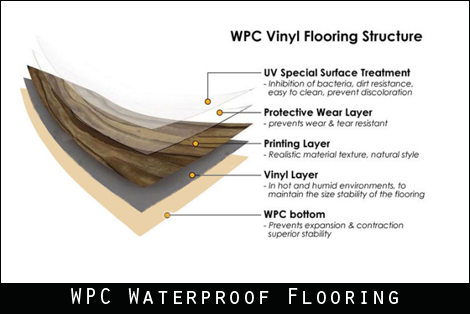 WPC Vinyl Flooring Structure
UV Special Surface Treatment
- Inhibition of bacteria, dirt resistance,
easy to clean, prevent discoloration
Protective Wear Layer
- prevents wear & tear resistant
Printing Layer
- Realistic material texture, natural style
Vinyl Layer
- In hot and humid environments, to
maintain the size stability of the flooring
WPC bottom
- Prevents expansion & contraction
superior stability
WPC Waterproof Flooring